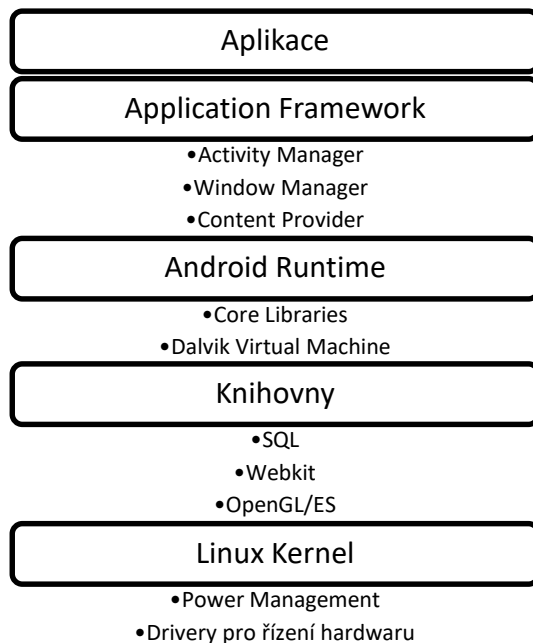 Aplikace
Application Framework
•Activity Manager
•Window Manager
•Content Provider
Android Runtime
•Core Libraries
•Dalvik Virtual Machine
Knihovny
•SQL
•Webkit
•OpenGL/ES
Linux Kernel
•Power Management
•Drivery pro řízení hardwaru